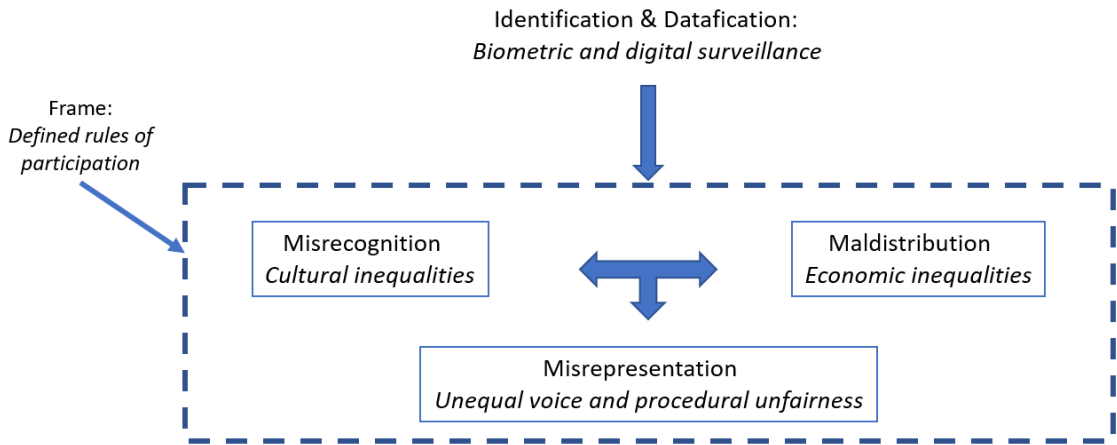 Identification & Datafication:
Biometric and digital surveillance
Frame:
Defined rules of
participation
Misrecognition
Cultural inequalities
Maldistribution
Economic inequalities
Misrepresentation
Unequal voice and procedural unfairness